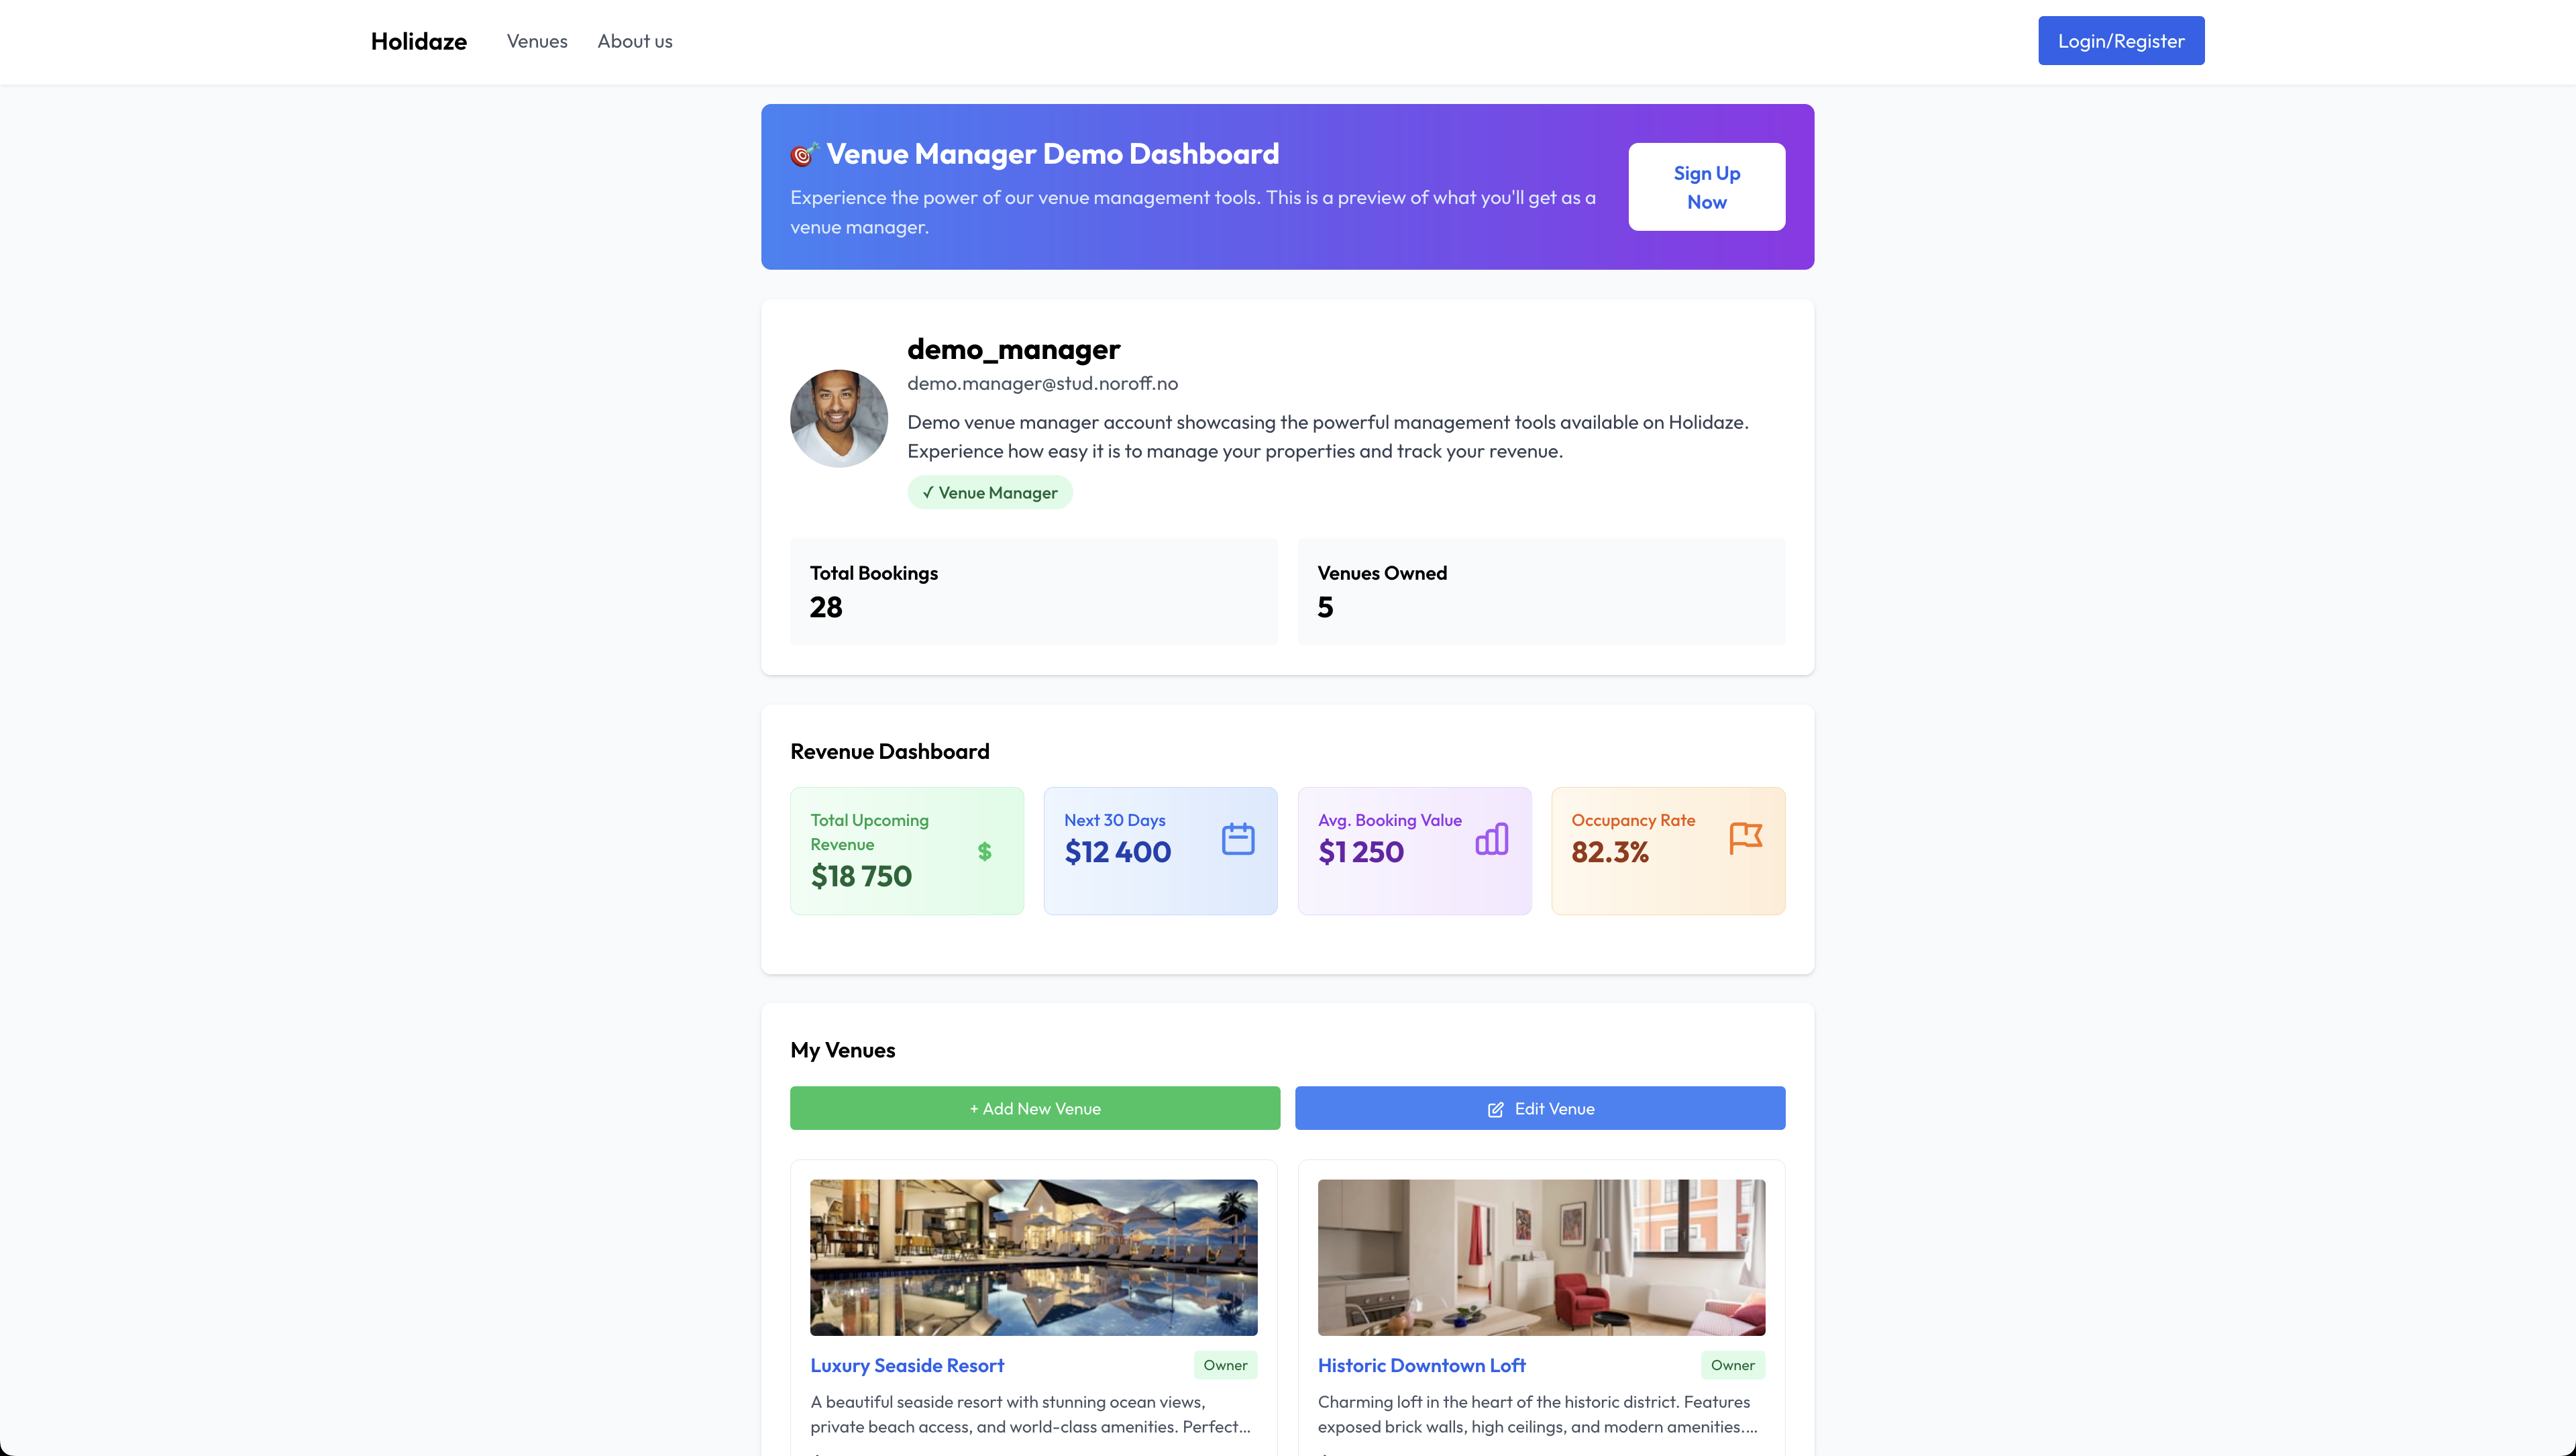 Holidaze
Venues
About us
Login/Register
Venue Manager Demo Dashboard
Experience the power of our venue management tools. This is a preview of what you'll get as a
venue manager.
Sign Up
Now
demo_manager
demo.manager@stud.noroff.no
Demo venue manager account showcasing the powerful management tools available on Holidaze.
Experience how easy it is to manage your properties and track your revenue.
✓ Venue Manager
Total Bookings
28
Venues Owned
5
Revenue Dashboard
Total Upcoming
Revenue
$18 750
$
Next 30 Days
$12 400
Avg. Booking Value
$1 250
Occupancy Rate
82.3%
My Venues
+ Add New Venue
Edit Venue
Luxury Seaside Resort
Owner
A beautiful seaside resort with stunning ocean views,
private beach access, and world-class amenities. Perfect...
Historic Downtown Loft
Owner
Charming loft in the heart of the historic district. Features
exposed brick walls, high ceilings, and modern amenities....